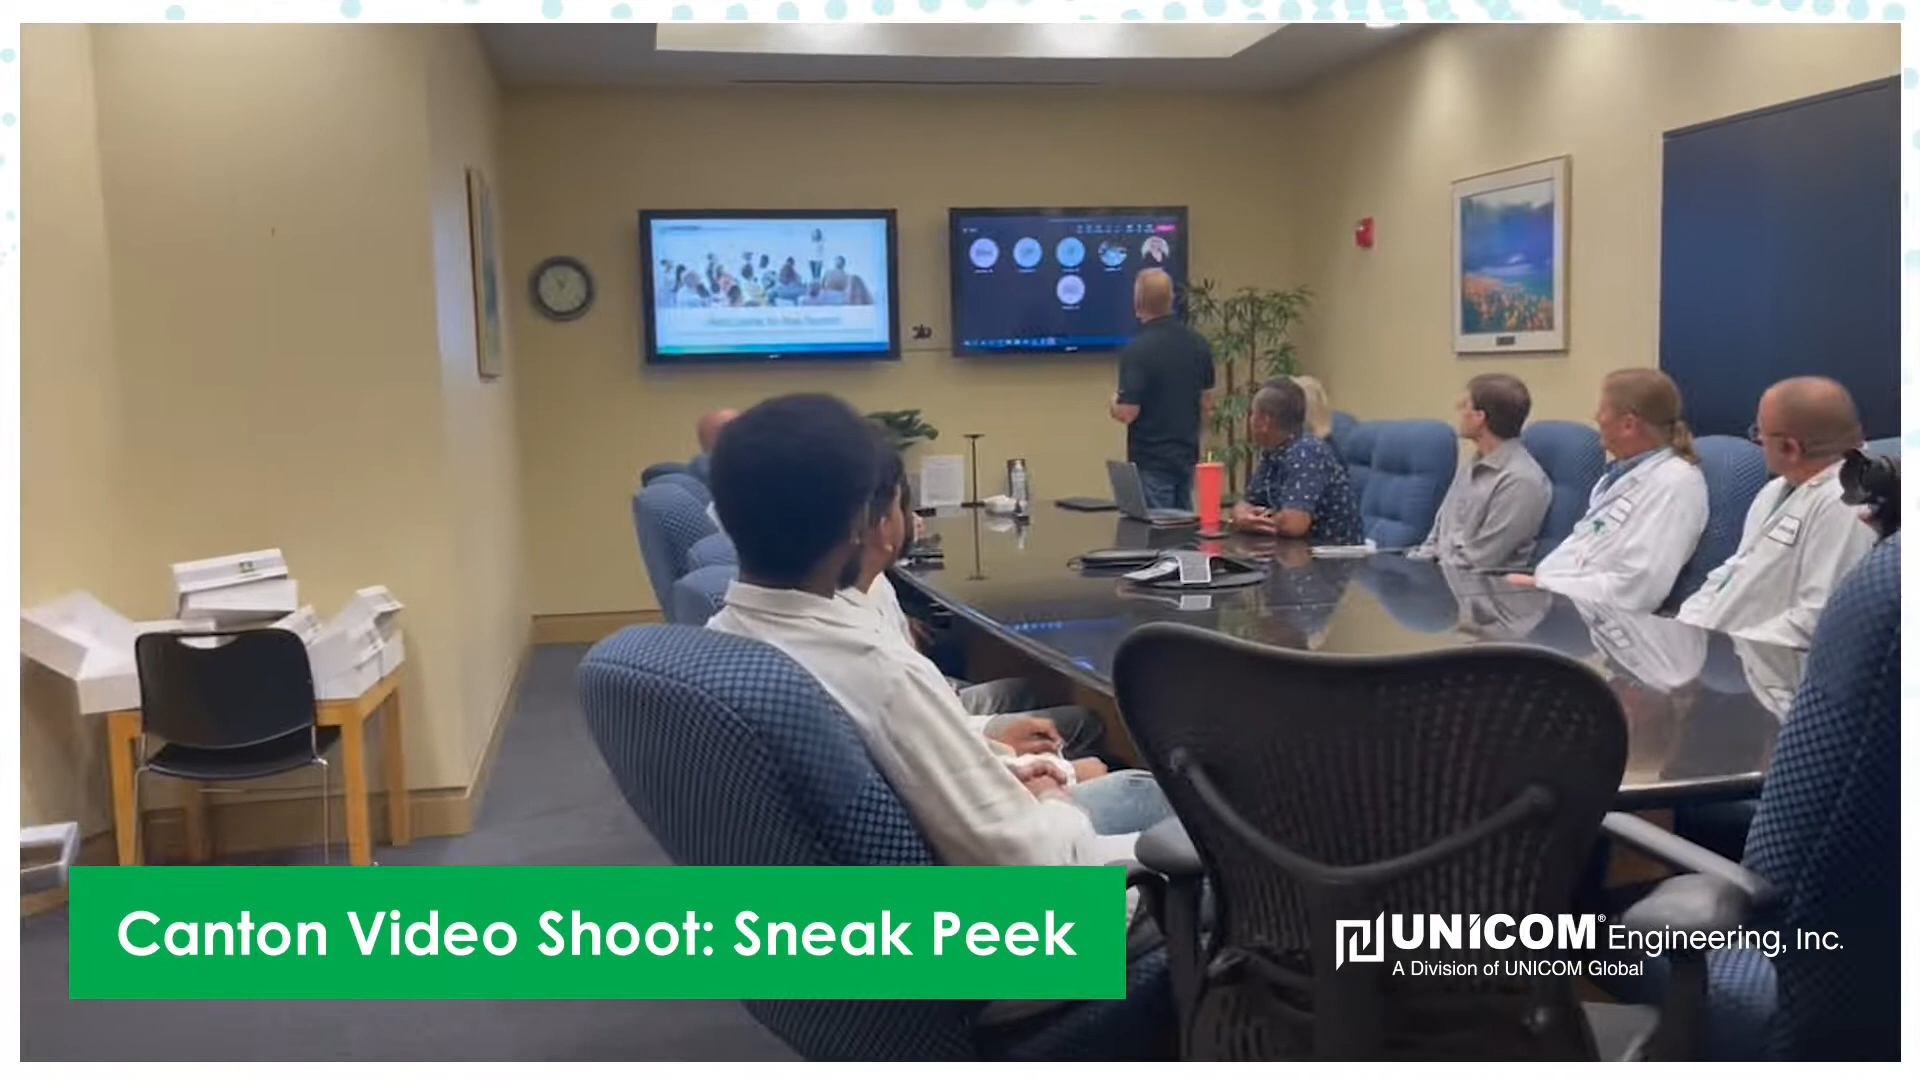 Canton Video Shoot: Sneak Peek
UNICOM® Engineering, Inc.
A Division of UNICOM Global